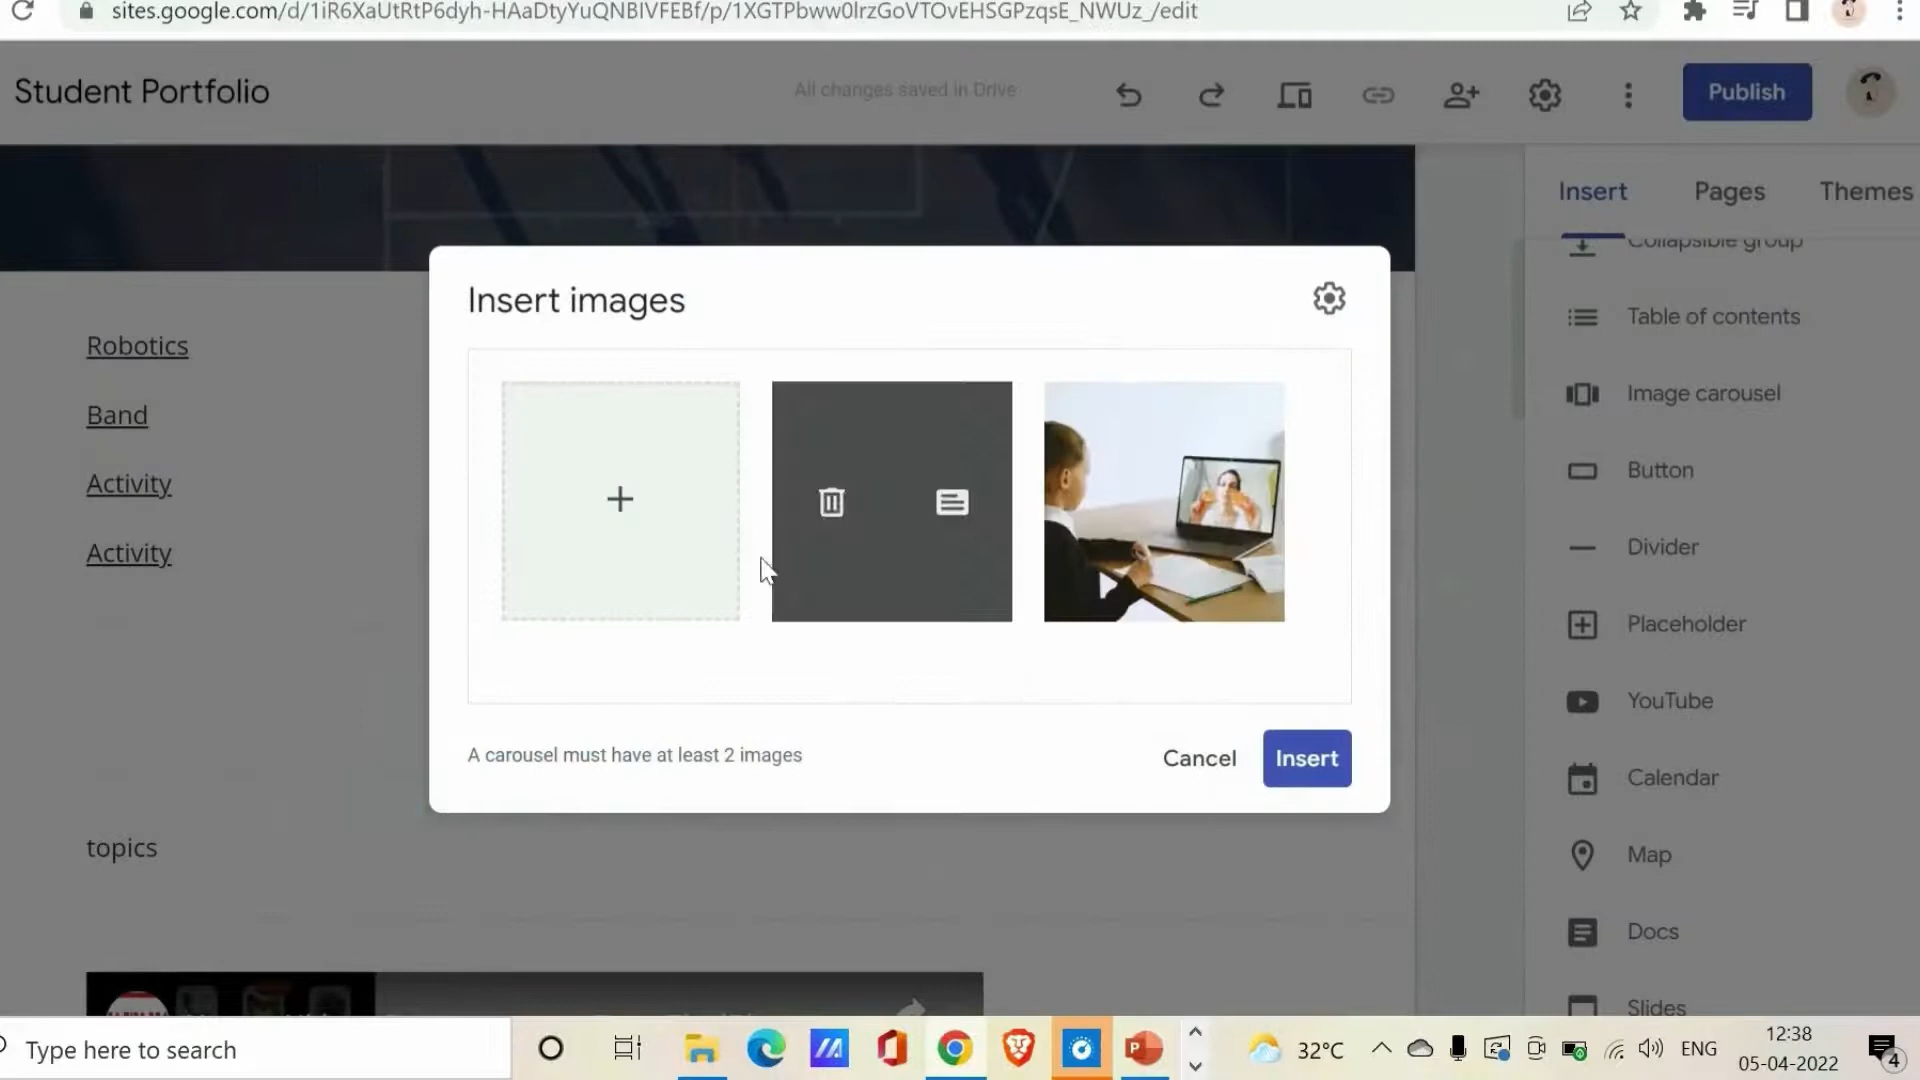 sites.google.com/d/1iR6XaUtRtP6dyh-HAaDtyYuQNBIVFEBf/p/1XGTPbww0lrzGoVTOvEHSGPzqsE_NWUz_/edit
Student Portfolio
All changes saved in Drive
Publish
Insert
Pages
Themes
Collapsible group
Table of contents
Image carousel
Button
Divider
Placeholder
YouTube
Calendar
Map
Docs
Slides
Robotics
Band
Activity
Activity
topics
Insert images
A carousel must have at least 2 images
Cancel
Insert
Type here to search
32°C
ENG
12:38
05-04-2022
4